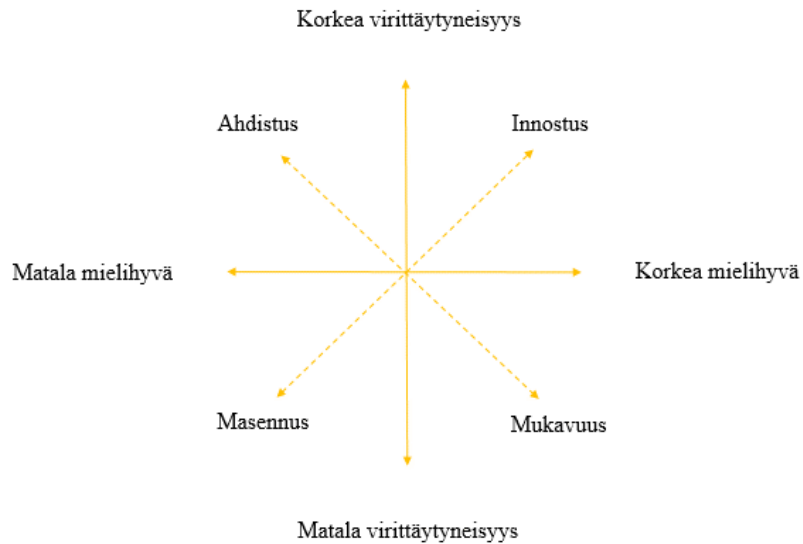 Korkea virittäytyneisyys
Ahdistus
Innostus
Matala mielihyvä
Korkea mielihyvä
Masennus
Mukavuus
Matala virittäytyneisyys